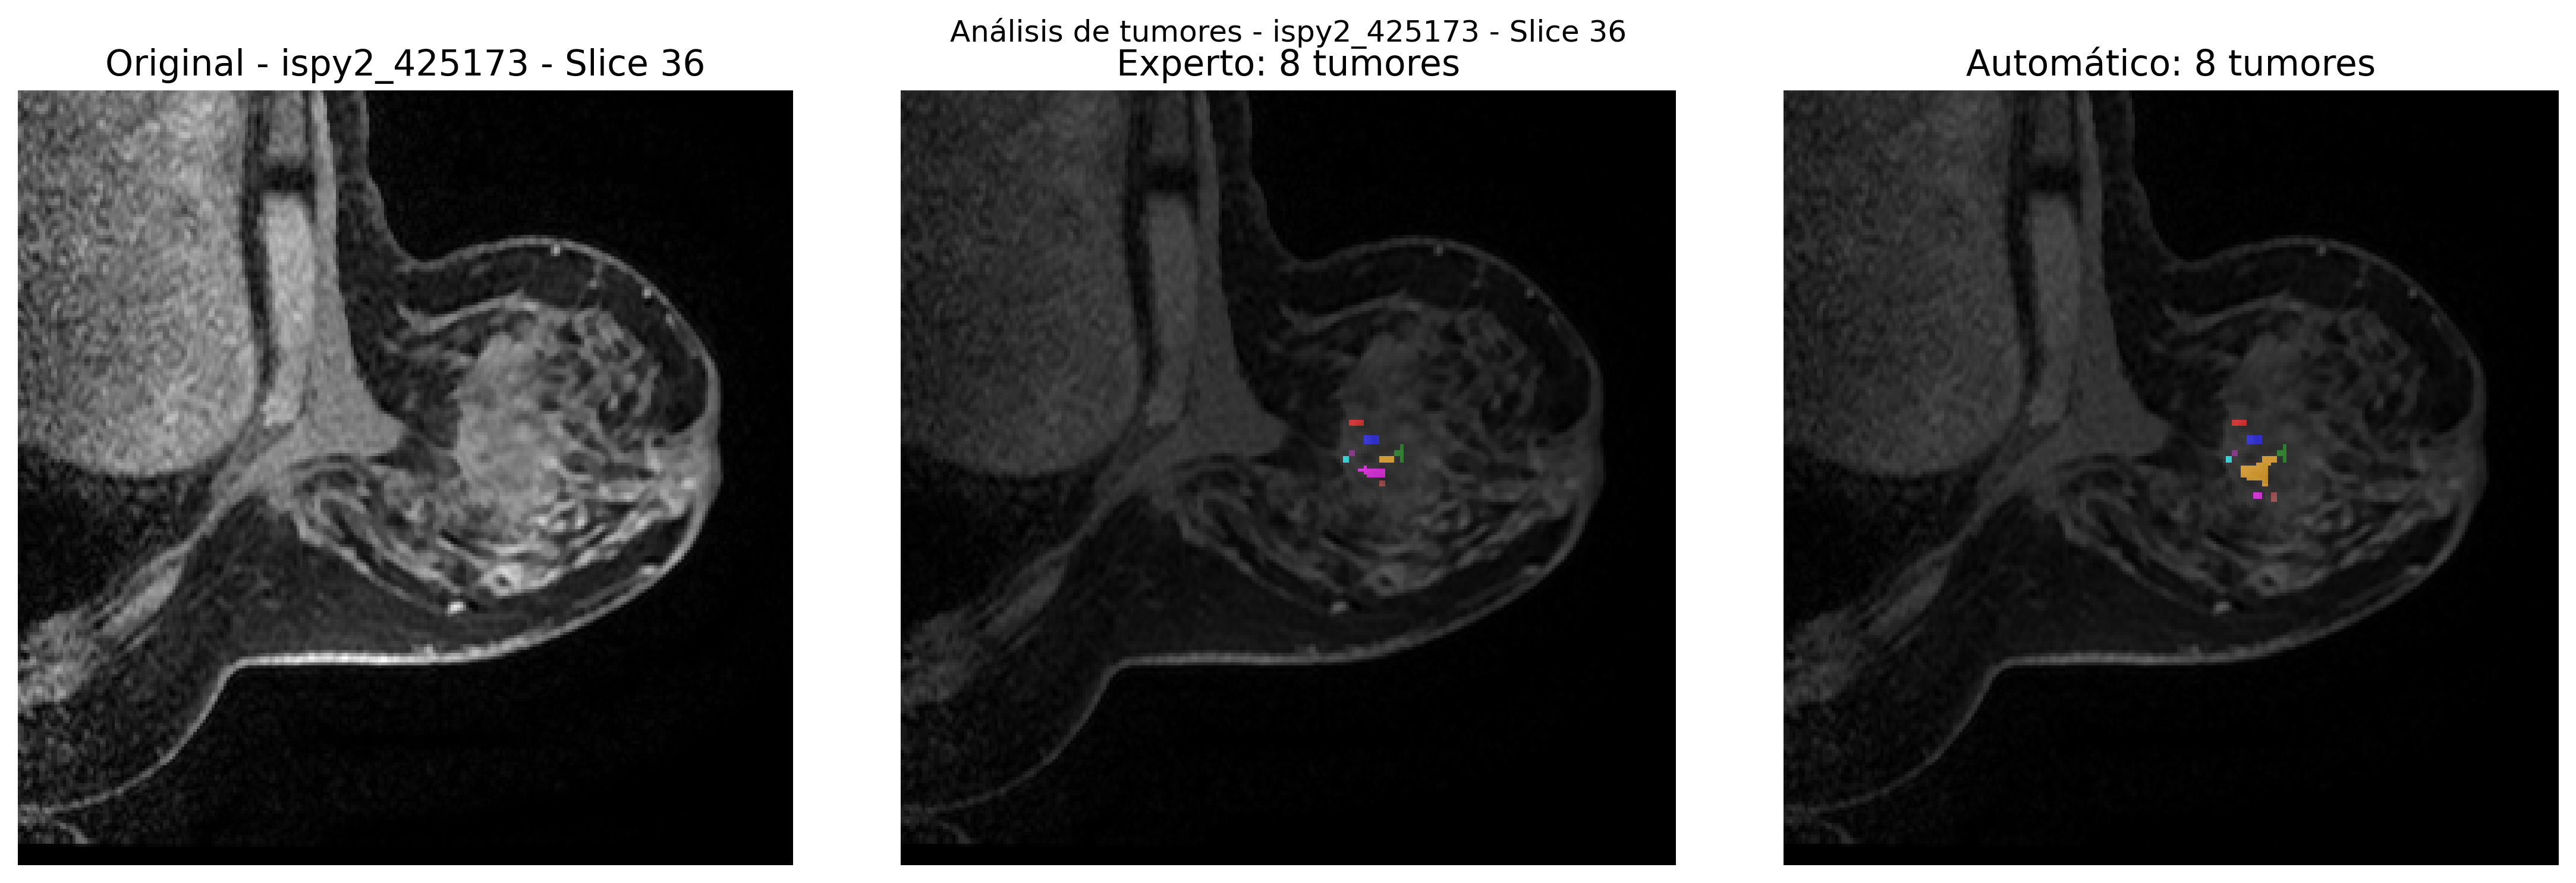 Análisis de tumores - ispy2_425173 - Slice 36
Original - ispy2_425173 - Slice 36
Experto: 8 tumores
Automático: 8 tumores